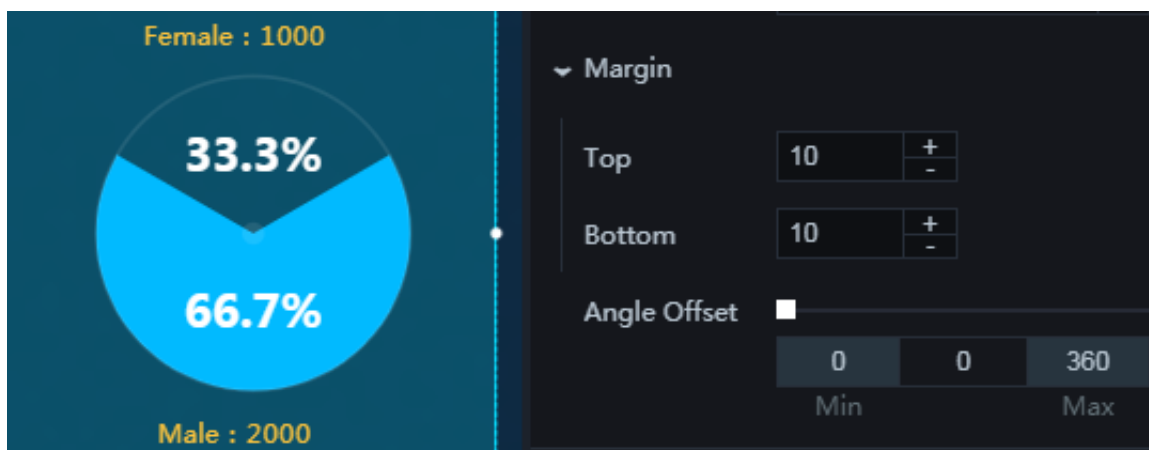 Female : 1000
33.3%
66.7%
Male : 2000
Margin
Top 10 + -
Bottom 10 + -
Angle Offset
0 0 360
Min Max